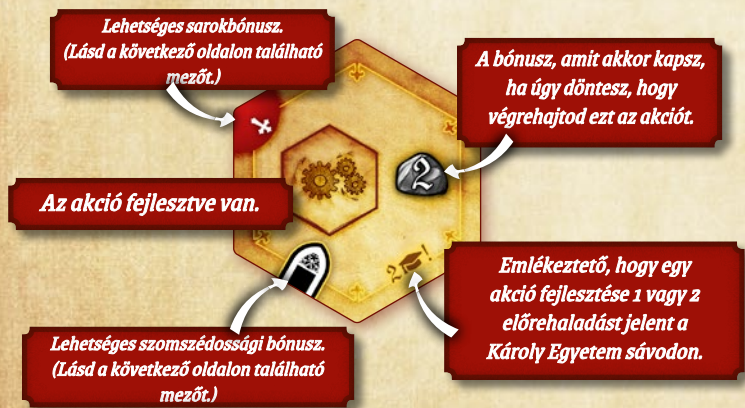 Lehetséges sarokbónusz.
(Lásd a következő oldalon található
mezőt.)
A bónusz, amit akkor kapsz,
ha úgy döntesz, hogy
végrehajtod ezt az akciót.
2
Az akció fejlesztve van.
2 !
Emlékeztető, hogy egy
akció fejlesztése 1 vagy 2
előrehaladást jelent a
Károly Egyetem sávodon.
Lehetséges szomszédossági bónusz.
(Lásd a következő oldalon található
mezőt.)